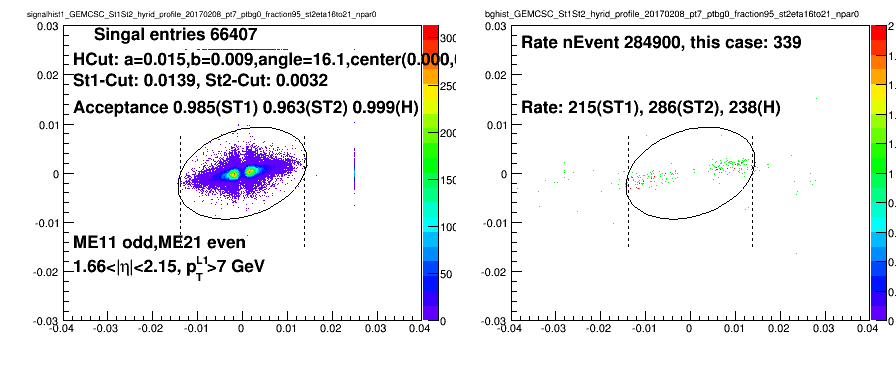 signalhist1_GEMCSC_St1St2_hyrid_profile_20170208_pt7_ptbg0_fraction95_st2eta16to21_npar0
Singal entries 66407
HCut: a=0.015,b=0.009,angle=16.1,center(0.000,
St1-Cut: 0.0139, St2-Cut: 0.0032
Acceptance 0.985(ST1) 0.963(ST2) 0.999(H)
ME11 odd,ME21 even
1.66<|η|<2.15, p_T^L1>7 GeV
0.03
0.02
0.01
0
-0.01
-0.02
-0.03
-0.04 -0.03 -0.02 -0.01 0 0.01 0.02 0.03 0.04
300
200
150
100
50
0
bghist_GEMCSC_St1St2_hyrid_profile_20170208_pt7_ptbg0_fraction95_st2eta16to21_npar0
Rate nEvent 284900, this case: 339
Rate: 215(ST1), 286(ST2), 238(H)
0.03
0.02
0.01
0
-0.01
-0.02
-0.03
-0.04 -0.03 -0.02 -0.01 0 0.01 0.02 0.03 0.04